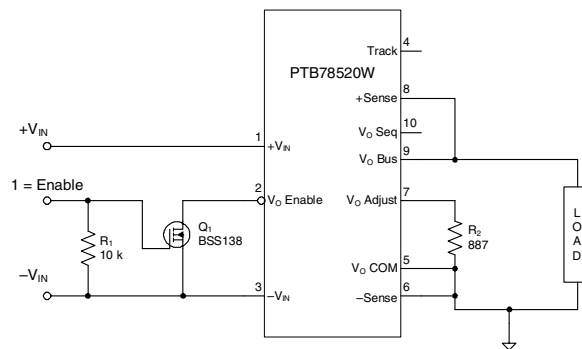 4
Track
PTB78520W
8
+Sense
10
VO Seq
+VIN
1
+VIN
9
VO Bus
1 = Enable
2
VO Enable
7
VO Adjust
R1
10 k
Q1
BSS138
R2
887
LOAD
5
VO COM
−VIN
3
−VIN
6
−Sense